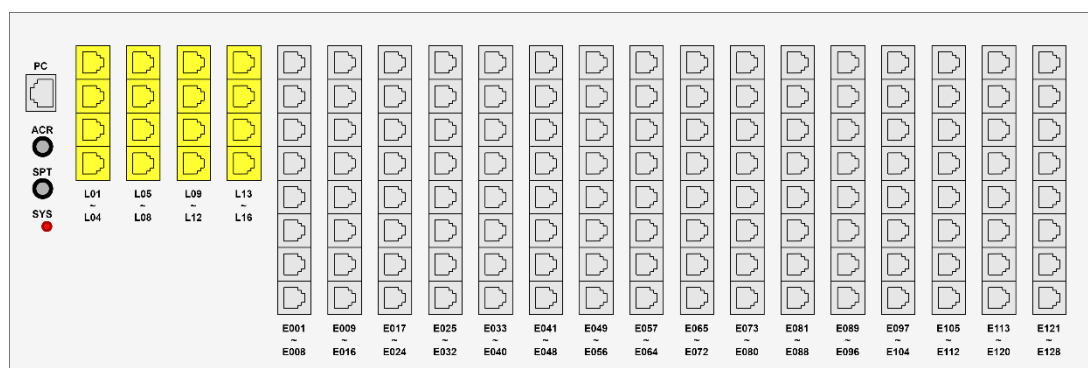 PC
ACR
SPT
SYS
L01 L05 L09 L13
~ ~ ~ ~
L04 L08 L12 L16
E001 E009 E017 E025 E033 E041 E049 E057 E065 E073 E081 E089 E097 E105 E113 E121
~ ~ ~ ~ ~ ~ ~ ~ ~ ~ ~ ~ ~ ~ ~ ~
E008 E016 E024 E032 E040 E048 E056 E064 E072 E080 E088 E096 E104 E112 E120 E128